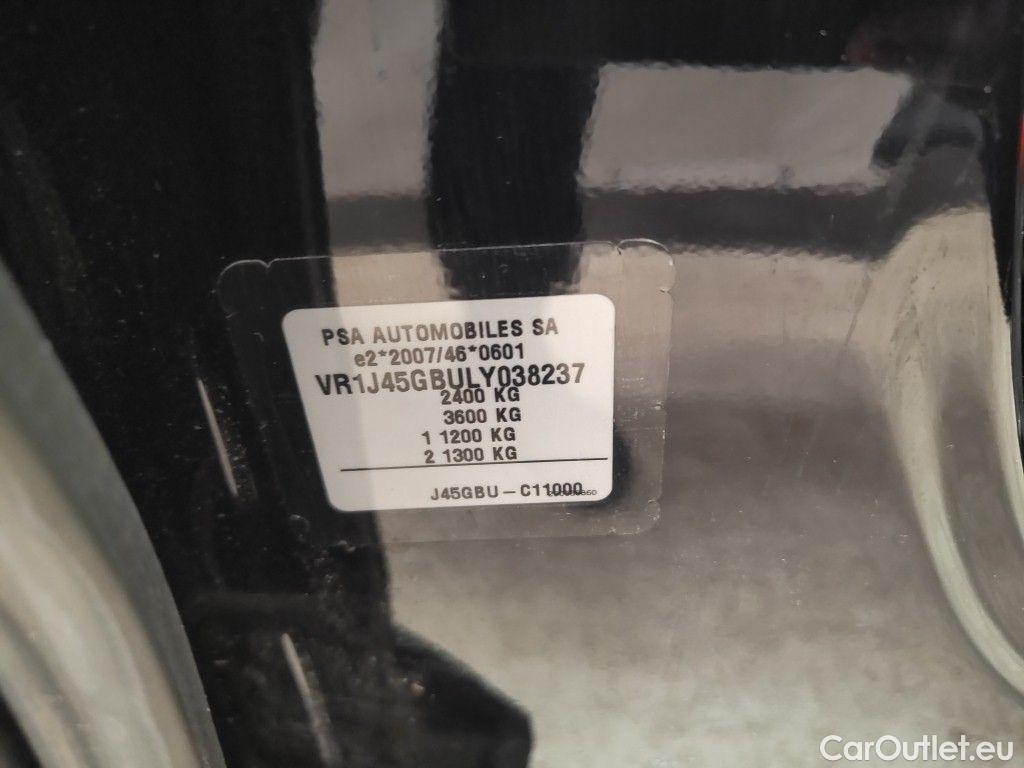 PSA AUTOMOBILES SA
e2*2007/46*0601
VR1J45GBULY038237
2400 KG
3600 KG
1 1200 KG
2 1300 KG
J45GBU – C11000
CarOutlet.eu